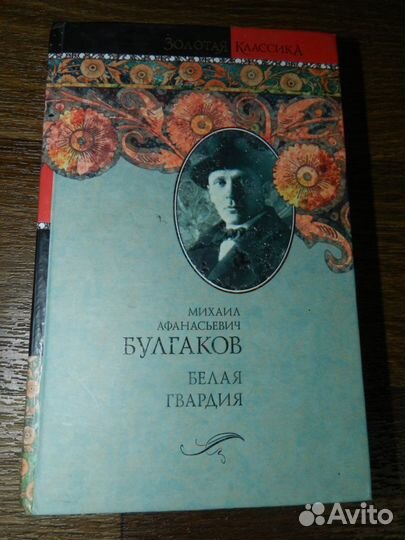 ЗОЛОТАЯ КЛАССИКА
МИХАИЛ
АФАНАСЬЕВИЧ
БУЛГАКОВ
БЕЛАЯ
ГВАРДИЯ
Avito